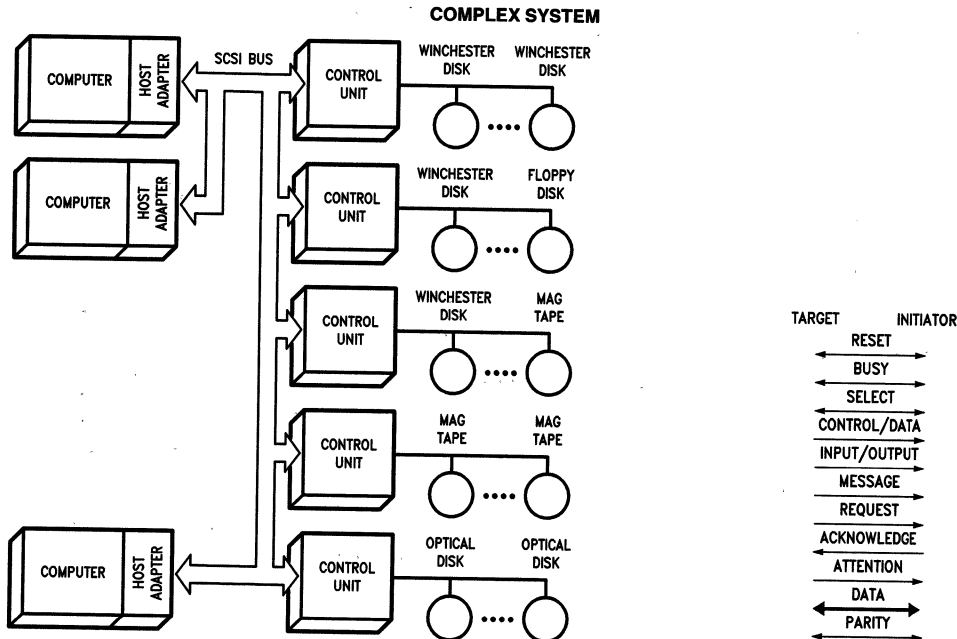 COMPLEX SYSTEM
SCSI BUS
COMPUTER
HOST
ADAPTER
CONTROL
UNIT
WINCHESTER
DISK
WINCHESTER
DISK
COMPUTER
HOST
ADAPTER
CONTROL
UNIT
WINCHESTER
DISK
FLOPPY
DISK
CONTROL
UNIT
WINCHESTER
DISK
MAG
TAPE
CONTROL
UNIT
MAG
TAPE
MAG
TAPE
COMPUTER
HOST
ADAPTER
CONTROL
UNIT
OPTICAL
DISK
OPTICAL
DISK
TARGET INITIATOR
RESET
BUSY
SELECT
CONTROL/DATA
INPUT/OUTPUT
MESSAGE
REQUEST
ACKNOWLEDGE
ATTENTION
DATA
PARITY